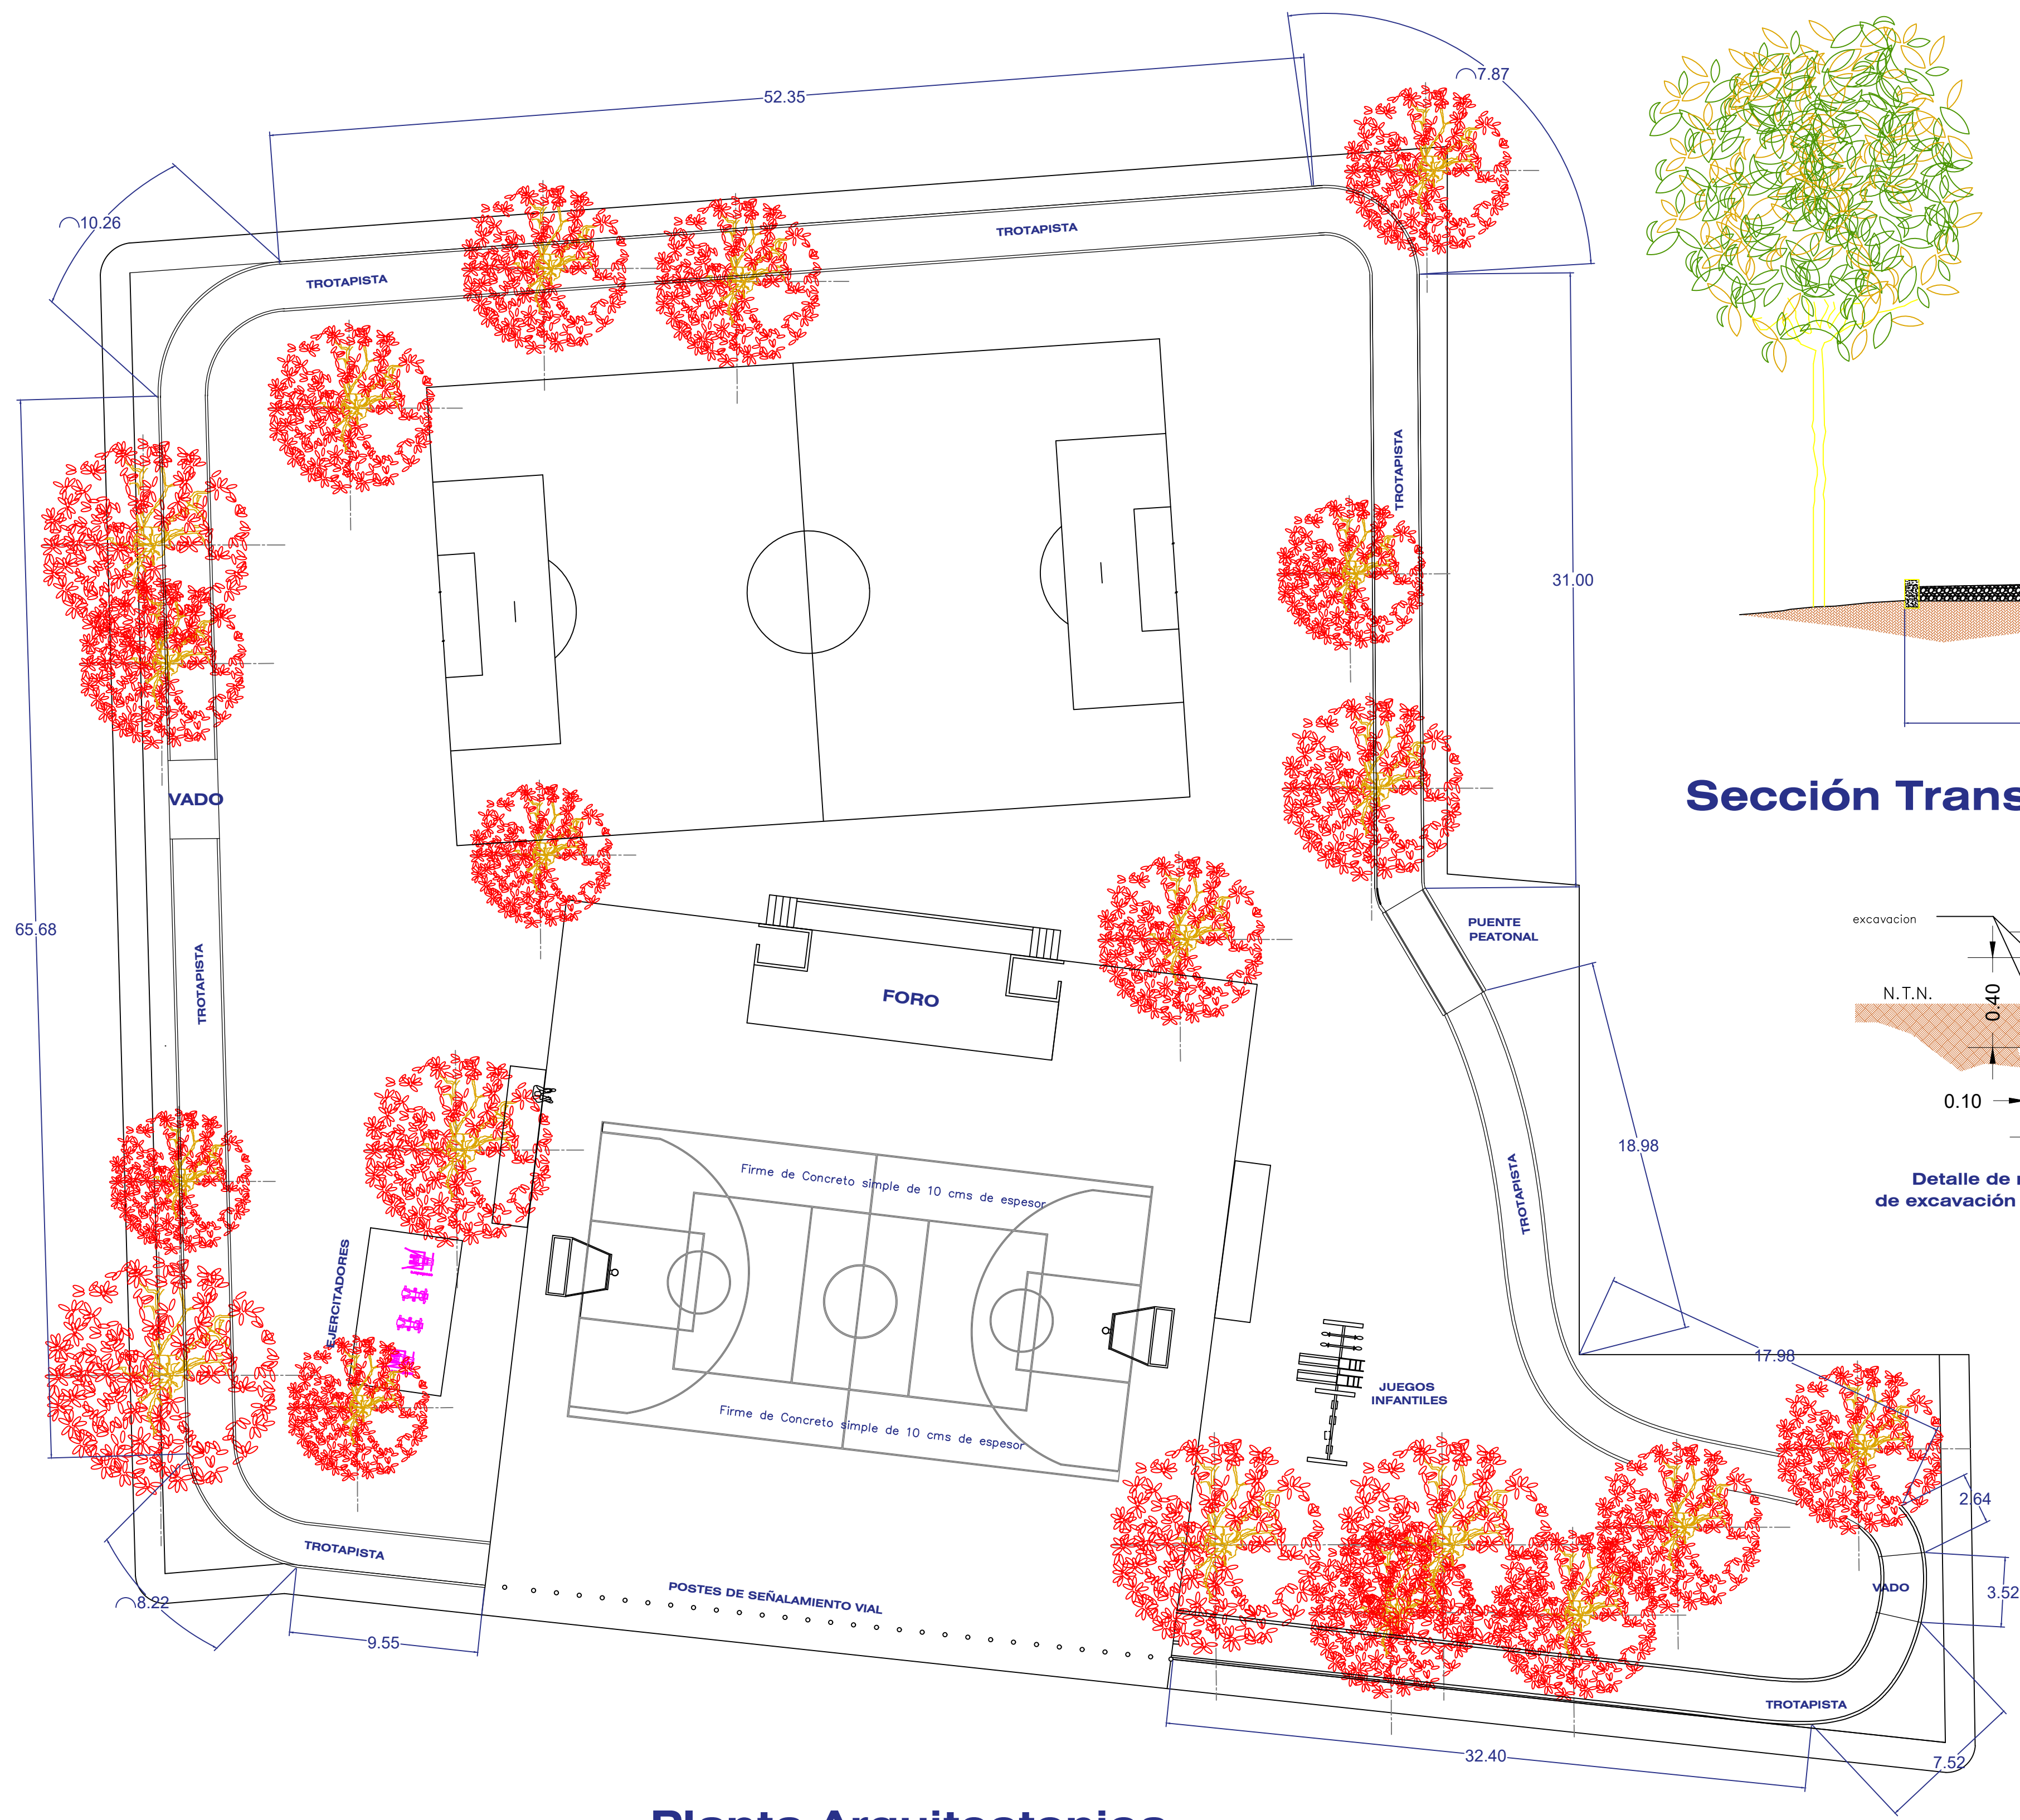 52.35
⌒7.87
⌒10.26
TROTAPISTA
TROTAPISTA
TROTAPISTA
31.00
VADO
Sección Trans
65.68
TROTAPISTA
PUENTE
PEATONAL
excavacion
N.T.N.
0.40
0.10
FORO
18.98
TROTAPISTA
Firme de Concreto simple de 10 cms de espesor
Detalle de
de excavación
EJERCITADORES
17.98
JUEGOS
INFANTILES
Firme de Concreto simple de 10 cms de espesor
2.64
TROTAPISTA
VADO
3.52
POSTES DE SEÑALAMIENTO VIAL
⌒8.22
9.55
TROTAPISTA
32.40
7.52
Planta Arquitectonica